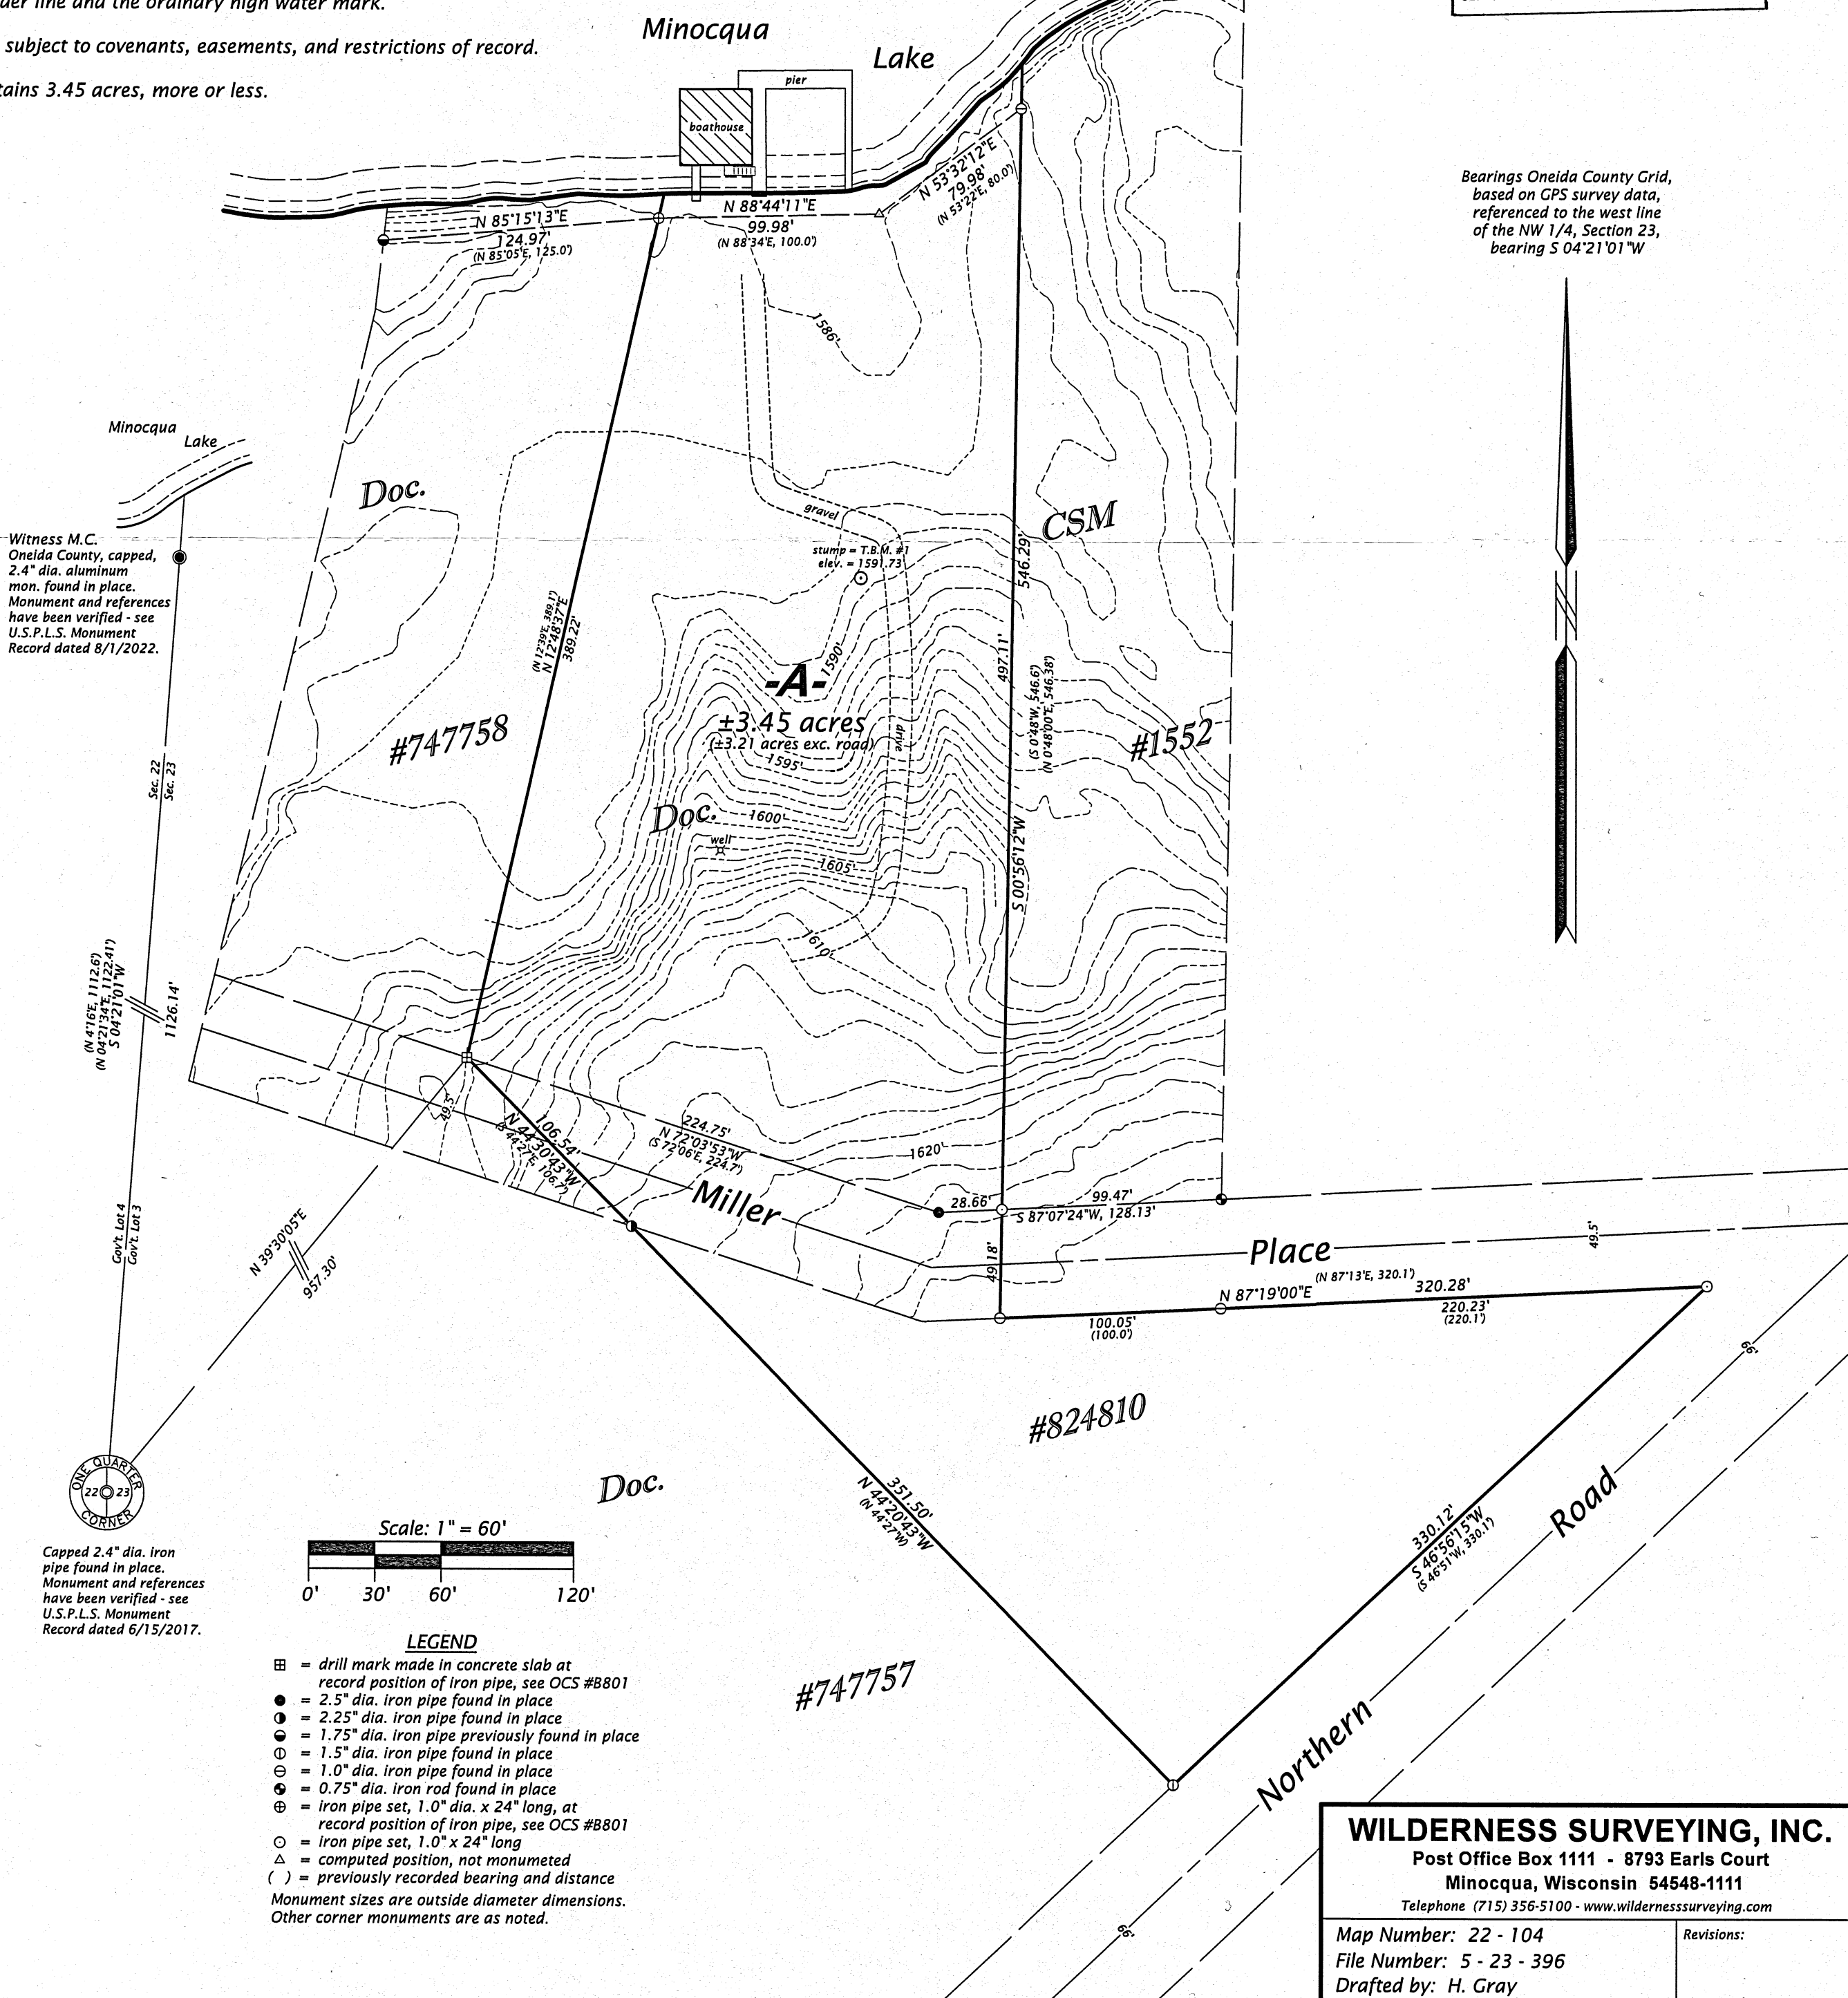 der line and the ordinary high water mark.
subject to covenants, easements, and restrictions of record.
tains 3.45 acres, more or less.
Minocqua
Lake
pier
boathouse
N 85°15'13"E
124.97'
(N 85°05'E, 125.0')
N 88°44'11"E
99.98'
(N 88°34'E, 100.0')
N 53°32'12"E
79.98'
(N 53°22'E, 80.0')
Bearings Oneida County Grid,
based on GPS survey data,
referenced to the west line
of the NW 1/4, Section 23,
bearing S 04°21'01"W
1586'
Minocqua
Lake
Doc.
gravel
CSM
Witness M.C.
Oneida County, capped,
2.4" dia. aluminum
mon. found in place.
Monument and references
have been verified - see
U.S.P.L.S. Monument
Record dated 8/1/2022.
stump = T.B.M. #1
elev. = 1591.73
546.29'
(N 12°39'E, 389.1')
N 12°48'37"E
389.22'
1590'
497.11'
(S 0°48'W, 546.6')
(N 0°48'00"E, 546.38')
-A-
±3.45 acres
(±3.21 acres exc. road)
1595'
drive
#747758
#1552
Sec. 22
Sec. 23
Doc.
1600'
well
1605'
S 00°56'12"W
1610'
(N 4°16'E, 1112.6')
(N 04°21'34"E, 1122.41')
S 04°21'01"W
1126.14'
49.5'
106.54'
N 44°30'43"W
(S 44°27'E, 106.7')
224.75'
N 72°03'53"W
(S 72°06'E, 224.7')
1620'
Miller
28.66'
99.47'
S 87°07'24"W, 128.13'
49.18'
Place
49.5'
Gov't. Lot 4
Gov't. Lot 3
N 39°30'05"E
957.30'
(N 87°13'E, 320.1')
N 87°19'00"E
320.28'
100.05'
(100.0')
220.23'
(220.1')
66'
#824810
ONE QUARTER
22 23
CORNER
Doc.
351.50'
N 44°20'43"W
(N 44°27'W)
330.12'
S 46°56'15"W
(S 46°51'W, 330.1')
Road
Capped 2.4" dia. iron
pipe found in place.
Monument and references
have been verified - see
U.S.P.L.S. Monument
Record dated 6/15/2017.
Scale: 1" = 60'
0' 30' 60' 120'
LEGEND
= drill mark made in concrete slab at
record position of iron pipe, see OCS #B801
= 2.5" dia. iron pipe found in place
= 2.25" dia. iron pipe found in place
= 1.75" dia. iron pipe previously found in place
= 1.5" dia. iron pipe found in place
= 1.0" dia. iron pipe found in place
= 0.75" dia. iron rod found in place
= iron pipe set, 1.0" dia. x 24" long, at
record position of iron pipe, see OCS #B801
= iron pipe set, 1.0" x 24" long
= computed position, not monumeted
( ) = previously recorded bearing and distance
Monument sizes are outside diameter dimensions.
Other corner monuments are as noted.
#747757
Northern
66'
WILDERNESS SURVEYING, INC.
Post Office Box 1111 - 8793 Earls Court
Minocqua, Wisconsin 54548-1111
Telephone (715) 356-5100 - www.wildernesssurveying.com
Map Number: 22 - 104
File Number: 5 - 23 - 396
Drafted by: H. Gray
Revisions: